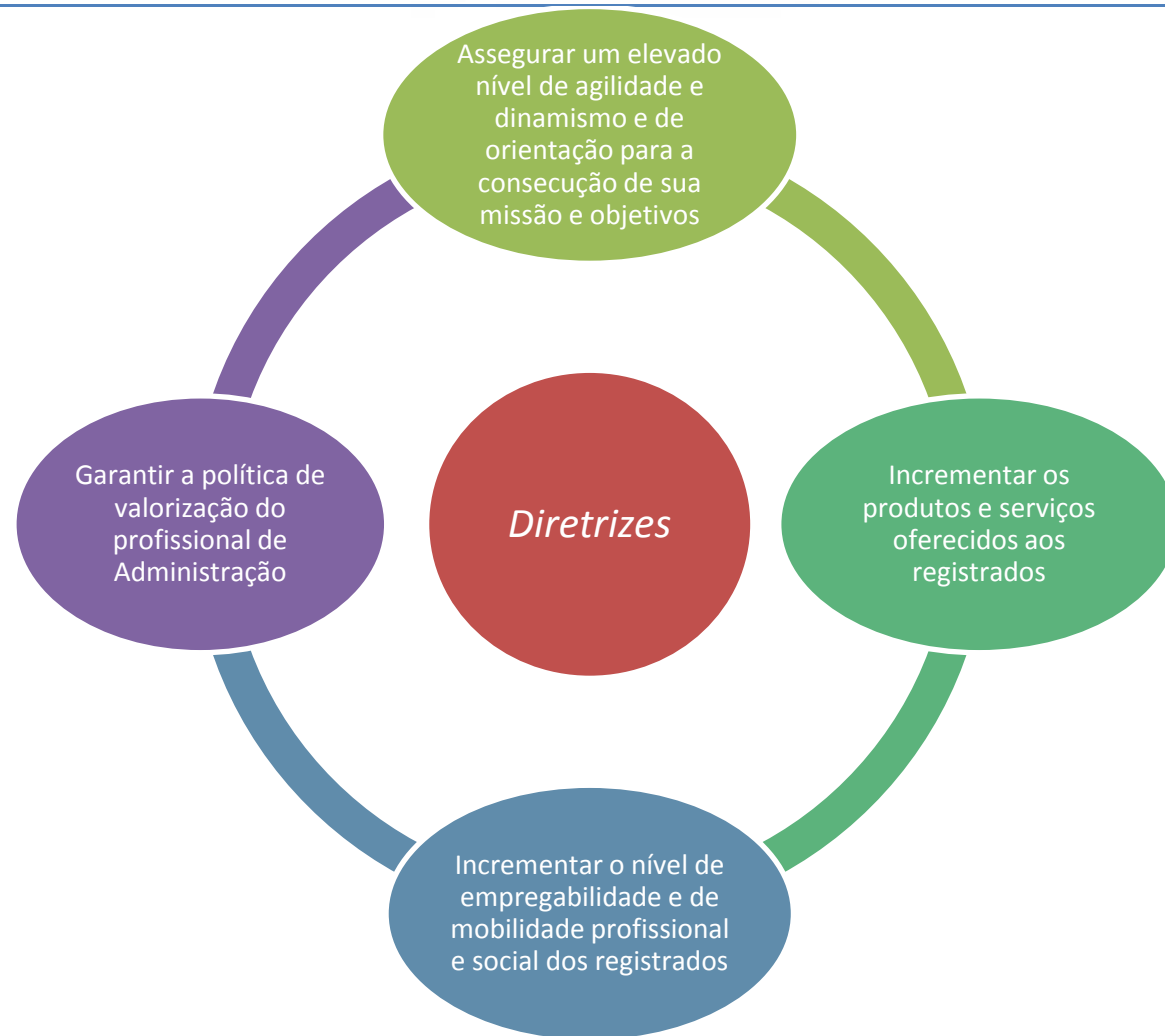 Assegurar um elevado
nível de agilidade e
dinamismo e de
orientação para a
consecução de sua
missão e objetivos
Garantir a política de
valorização do
profissional de
Administração
Diretrizes
Incrementar os
produtos e serviços
oferecidos aos
registrados
Incrementar o nível de
empregabilidade e de
mobilidade profissional
e social dos registrados